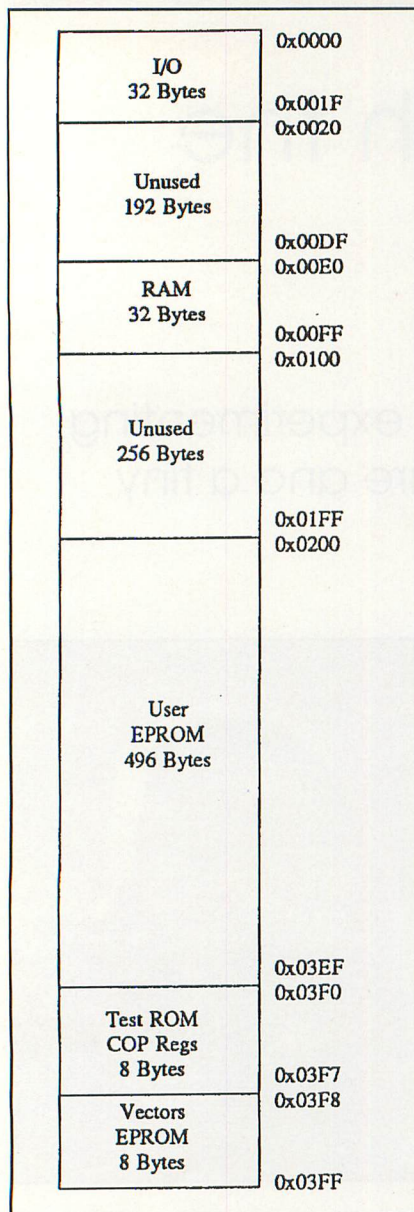 0x0000
I/O
32 Bytes
0x001F
0x0020
Unused
192 Bytes
0x00DF
0x00E0
RAM
32 Bytes
0x00FF
0x0100
Unused
256 Bytes
0x01FF
0x0200
User
EPROM
496 Bytes
0x03EF
0x03F0
Test ROM
COP Regs
8 Bytes
0x03F7
0x03F8
Vectors
EPROM
8 Bytes
0x03FF